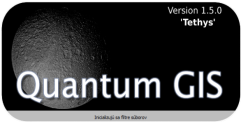 Version 1.5.0
'Tethys'
Quantum GIS